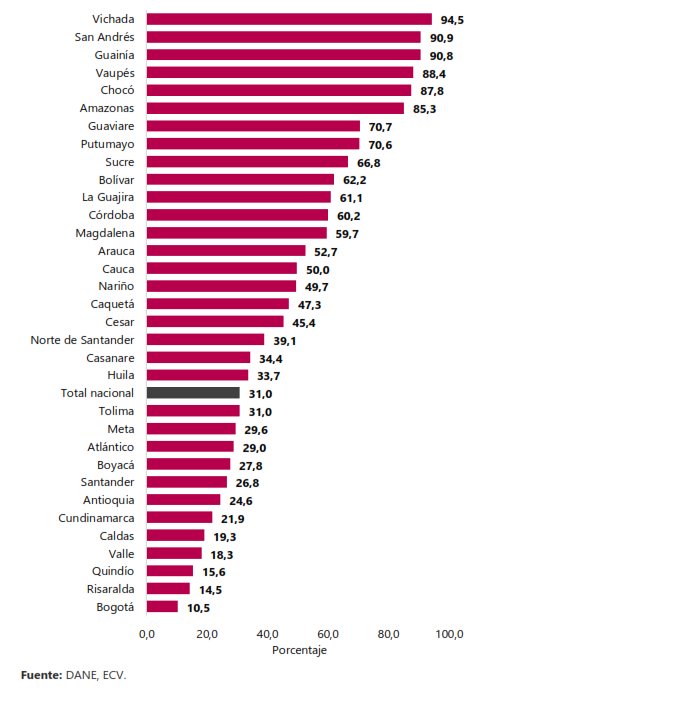 Vichada 94,5
San Andrés 90,9
Guainía 90,8
Vaupés 88,4
Chocó 87,8
Amazonas 85,3
Guaviare 70,7
Putumayo 70,6
Sucre 66,8
Bolívar 62,2
La Guajira 61,1
Córdoba 60,2
Magdalena 59,7
Arauca 52,7
Cauca 50,0
Nariño 49,7
Caquetá 47,3
Cesar 45,4
Norte de Santander 39,1
Casanare 34,4
Huila 33,7
Total nacional 31,0
Tolima 31,0
Meta 29,6
Atlántico 29,0
Boyacá 27,8
Santander 26,8
Antioquia 24,6
Cundinamarca 21,9
Caldas 19,3
Valle 18,3
Quindío 15,6
Risaralda 14,5
Bogotá 10,5
0,0 20,0 40,0 60,0 80,0 100,0
Porcentaje
Fuente: DANE, ECV.